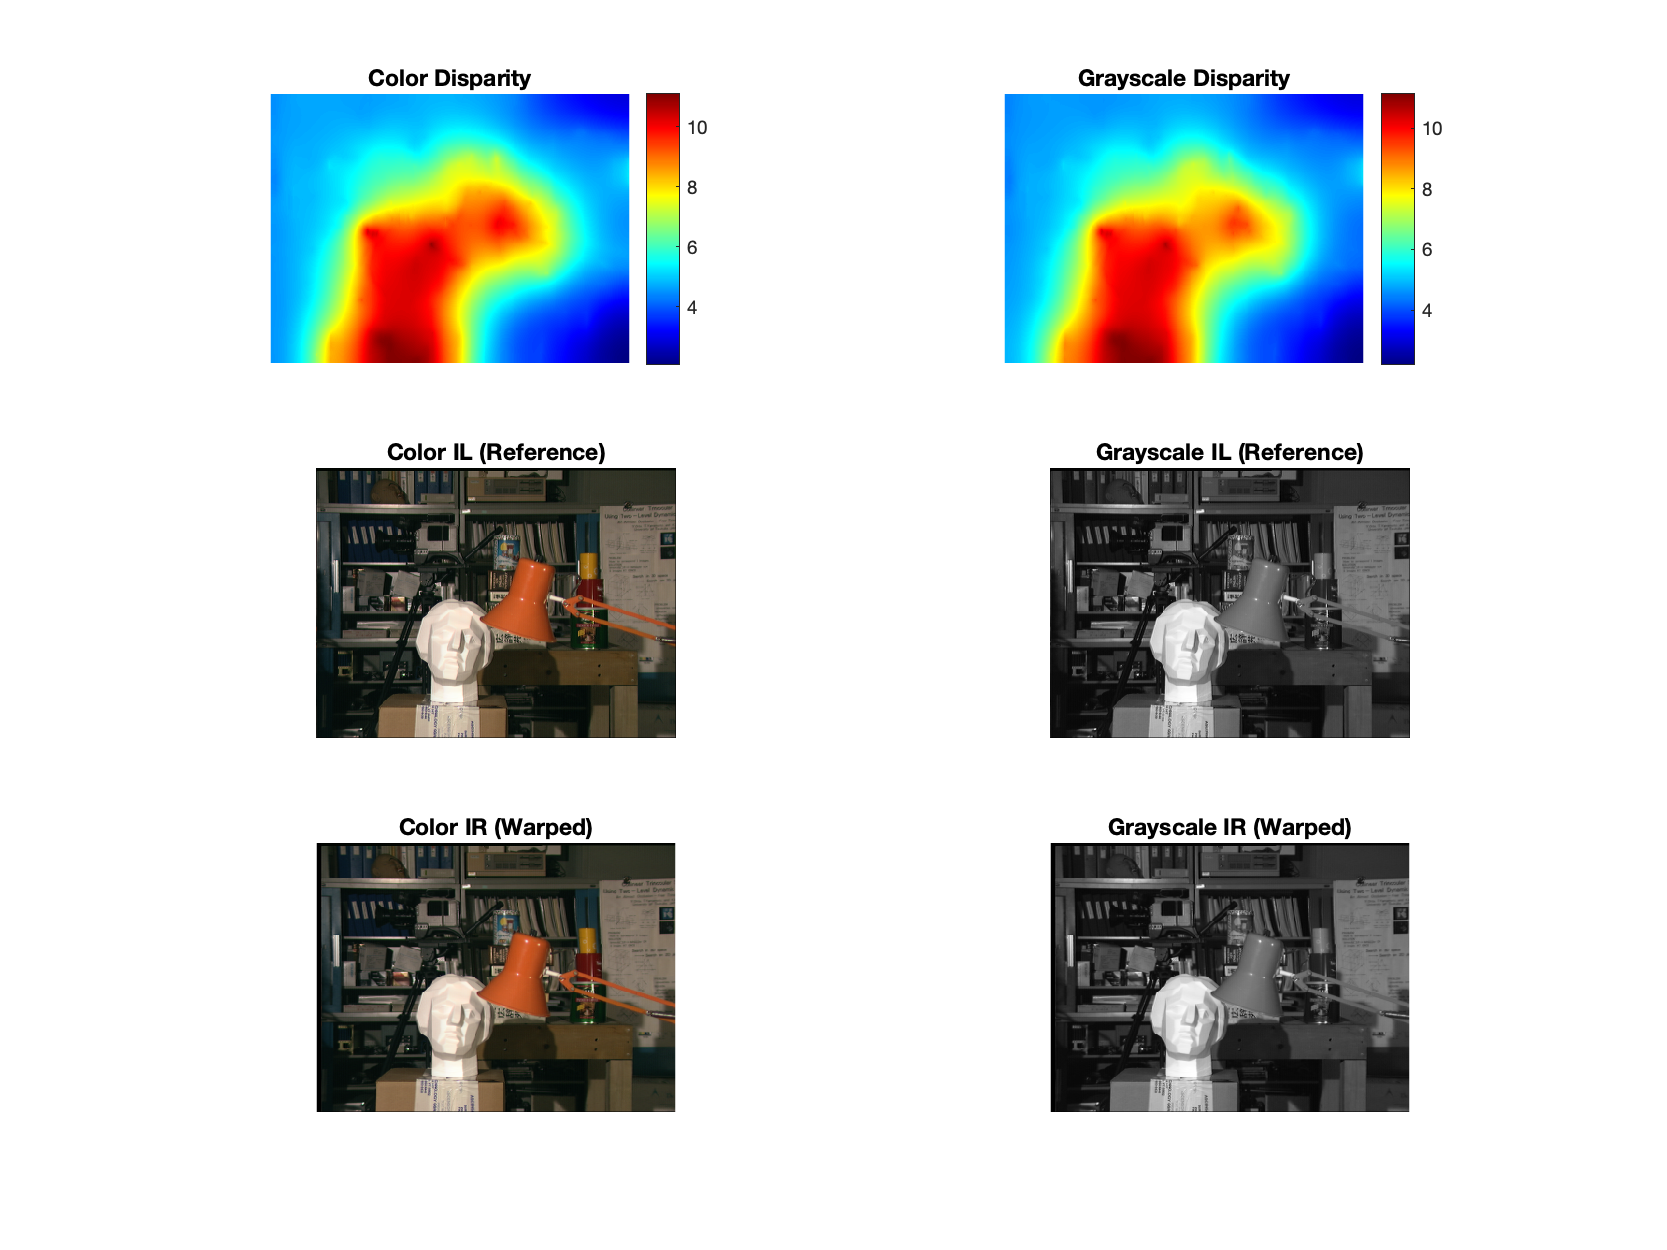 Color Disparity
10
8
6
4
Grayscale Disparity
10
8
6
4
Color IL (Reference)
Grayscale IL (Reference)
Color IR (Warped)
Grayscale IR (Warped)